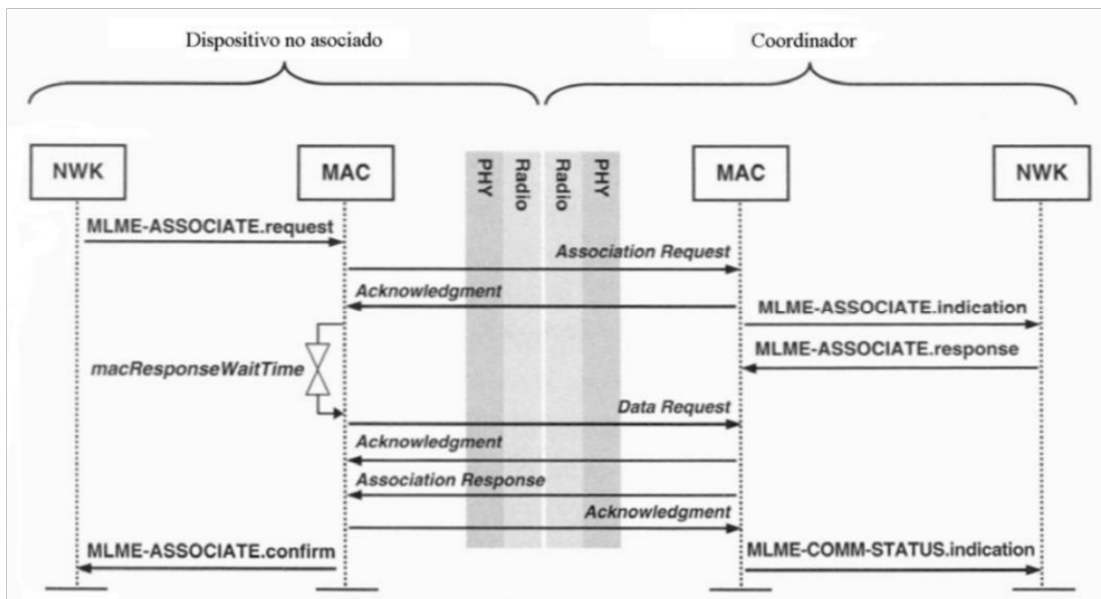 Dispositivo no asociado
Coordinador
NWK
MAC
PHY
Radio
Radio
PHY
MAC
NWK
MLME-ASSOCIATE.request
Association Request
Acknowledgment
MLME-ASSOCIATE.indication
MLME-ASSOCIATE.response
macResponseWaitTime
Data Request
Acknowledgment
Association Response
Acknowledgment
MLME-ASSOCIATE.confirm
MLME-COMM-STATUS.indication